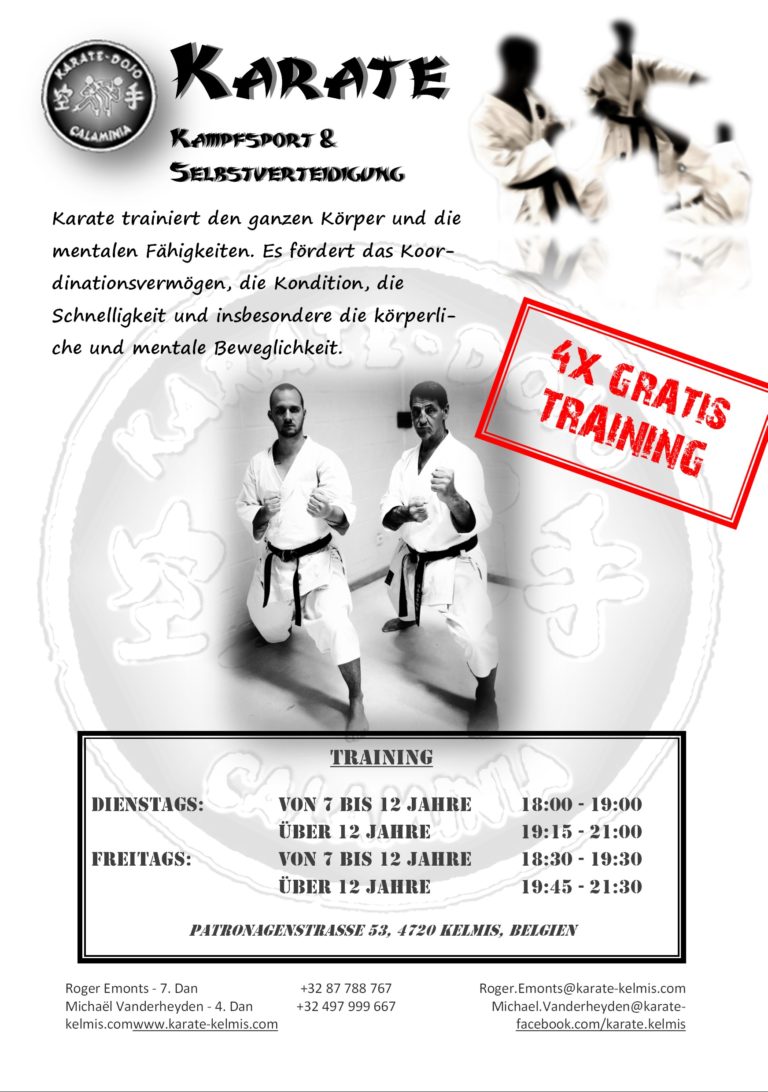 KARATE-DOJO
空 手
CALAMINIA
KARATE
KAMPFSPORT &
SELBSTVERTEIDIGUNG
Karate trainiert den ganzen Körper und die
mentalen Fähigkeiten. Es fördert das Koor-
dinationsvermögen, die Kondition, die
Schnelligkeit und insbesondere die körperli-
che und mentale Beweglichkeit.
4X GRATIS
TRAINING
KARATE-DOJO
空 手
CALAMINIA
TRAINING
DIENSTAGS: VON 7 BIS 12 JAHRE 18:00 - 19:00
ÜBER 12 JAHRE 19:15 - 21:00
FREITAGS: VON 7 BIS 12 JAHRE 18:30 - 19:30
ÜBER 12 JAHRE 19:45 - 21:30
PATRONAGENSTRASSE 53, 4720 KELMIS, BELGIEN
Roger Emonts - 7. Dan +32 87 788 767 Roger.Emonts@karate-kelmis.com
Michaël Vanderheyden - 4. Dan +32 497 999 667 Michael.Vanderheyden@karate-
kelmis.comwww.karate-kelmis.com facebook.com/karate.kelmis